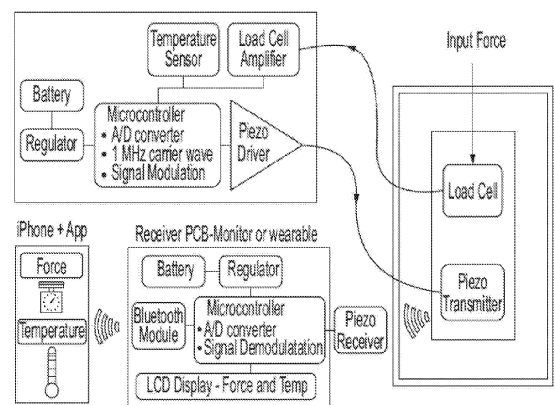 Temperature
Sensor
Load Cell
Amplifier
Input Force
Battery
Regulator
Microcontroller
• A/D converter
• 1 MHz carrier wave
• Signal Modulation
Piezo
Driver
Load Cell
Piezo
Transmitter
iPhone + App
Force
Temperature
Receiver PCB-Monitor or wearable
Battery
Regulator
Bluetooth
Module
Microcontroller
• A/D converter
• Signal Demodulatation
Piezo
Receiver
LCD Display - Force and Temp